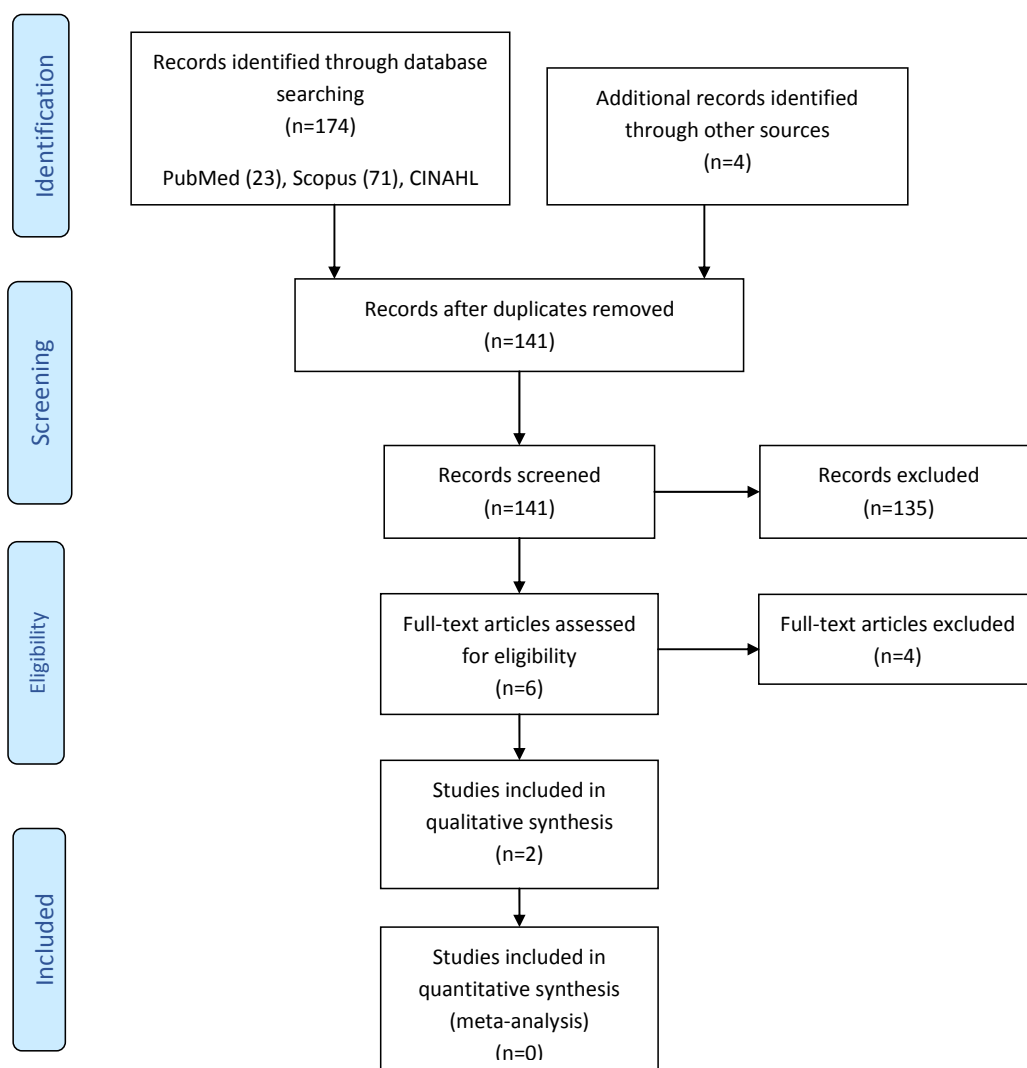 Identification
Records identified through database
searching
(n=174)
PubMed (23), Scopus (71), CINAHL
Additional records identified
through other sources
(n=4)
Screening
Records after duplicates removed
(n=141)
Records screened
(n=141)
Records excluded
(n=135)
Eligibility
Full-text articles assessed
for eligibility
(n=6)
Full-text articles excluded
(n=4)
Studies included in
qualitative synthesis
(n=2)
Included
Studies included in
quantitative synthesis
(meta-analysis)
(n=0)